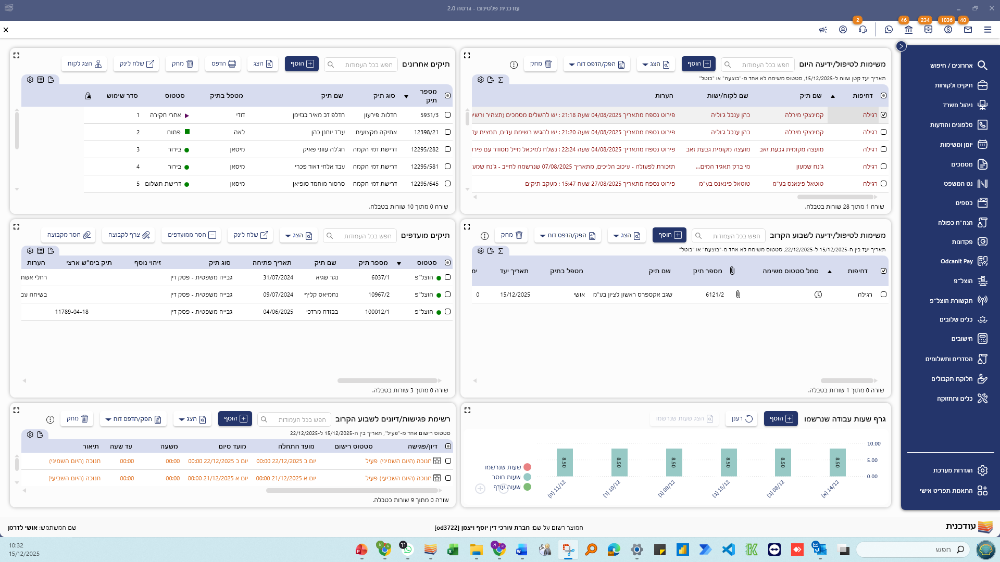 עודכנית פלטינום - גרסה 2.0
40
1036
234
46
2
אחרונים / חיפוש
תיקים ולקוחות
ניהול משרד
טלפונים והודעות
יומן ומשימות
מסמכים
נט המשפט
כספים
הנה"ח כפולה
פקדונות
Odcanit Pay
הוצל"פ
תקשורת הוצל"פ
כלים שלובים
חישובים
הסדרים ותשלומים
חלוקת תקבולים
כלים ותחזוקה
הגדרות מערכת
התאמת תפריט אישי
משימות לטיפול/ידיעה היום חפש בכל העמודות הוסף הצג הפק/הדפס דוח מחק
תאריך יעד קטן שווה ל-15/12/2025, סטטוס משימה לא אחד מ-"בוצעה" או "בוטל"
דחיפות שם תיק שם לקוח/ישות הערות
רגילה קמינצקי מירלה כהן ענבל ג'וליה פירוט נספח מתאריך 04/08/2025 שעה 21:18 : יש להשלים מסמכים (תצהיר ורשי
רגילה קמינצקי מירלה כהן ענבל ג'וליה פירוט נספח מתאריך 04/08/2025 שעה 21:20 : יש להגיש רשימת עדים, תמצית עד
רגילה מועצה מקומית גבעת זאב מועצה מקומית גבעת זאב פירוט נספח מתאריך 04/08/2025 שעה 22:24 : נשלח למיכאל מייל מסודר עם פירו
רגילה ג'נח שמעון מי ברק תאגיד המים... תזכורת לפעולה - עיכוב הליכים, מתאריך 07/08/2025 שנרשמה לחייב - ג'נח שמע
רגילה טוטאל פינאנס בע"מ טוטאל פינאנס בע"מ פירוט נספח מתאריך 27/08/2025 שעה 15:47 : מעקב תיקים
שורה 1 מתוך 28 שורות בטבלה.
תיקים אחרונים חפש בכל העמודות הוסף הצג הדפס מחק שלח לינק הצג לקוח
מספר תיק סוג תיק שם תיק מטפל בתיק סטטוס סדר שימוש
5931/3 חדלות פירעון חדלפ דב מאיר בנזימן דודי אחרי חקירה 1
12398/21 אתיקה מקצועית עו"ד יוחנן כהן לאה פתוח 2
12295/282 דרישת דמי הקמה חג'לה עווני פאיק מיסאן בירור 3
12295/581 דרישת דמי הקמה עבד אלחי דאוד פכרי מיסאן בירור 4
12295/645 דרישת דמי הקמה סרסור מוחמד סופיאן מיסאן דרישת תשלום 5
שורה 0 מתוך 10 שורות בטבלה.
משימות לטיפול/ידיעה לשבוע הקרוב חפש בכל העמודות הוסף הצג הפק/הדפס דוח מחק
תאריך יעד בין ה-15/12/2025 ל-22/12/2025, סטטוס משימה לא אחד מ-"בוצעה" או "בוטל"
דחיפות סמל סטטוס משימה מספר תיק שם תיק מטפל בתיק תאריך יעד ימ
רגילה 6121/2 שגב אקספרס ראשון לציון בע"מ אושי 15/12/2025 0
שורה 0 מתוך 1 שורות בטבלה.
תיקים מועדפים חפש בכל העמודות הצג שלח לינק הסר ממועדפים צרף לקבוצה הסר מקבוצה
סטטוס מספר תיק שם תיק תאריך פתיחה סוג תיק זיהוי נוסף תיק בימ"ש ארצי הערות
הוצל"פ 6037/1 נגר שגיא 31/07/2024 גבייה משפטית - פסק דין רחלי אשת
הוצל"פ 10967/2 נחמיאס קליף 09/07/2024 גבייה משפטית - פסק דין בשיחה עב
הוצל"פ 100012/1 בבזדה מרדכי 04/06/2025 גבייה משפטית - פסק דין 11789-04-18
שורה 0 מתוך 3 שורות בטבלה.
גרף שעות עבודה שנרשמו הוסף רענן הצג שעות שנרשמו
10.00
5.00
0.00
8.50 8.50 8.50 8.50 8.50 8.50
14/12 (א) 08/12 (ב) 15/12 (ב) 09/12 (ג) 10/12 (ד) 11/12 (ה)
שעות שנרשמו
שעות חוסר
שעות עודף
רשימת פגישות/דיונים לשבוע הקרוב חפש בכל העמודות הוסף הצג הפק/הדפס דוח מחק
סטטוס רישום אחד מ-"פעיל", תאריך בין ה-15/12/2025 ל-22/12/2025
דיון/פגישה סטטוס רישום מועד התחלה מועד סיום משעה עד שעה תיאור
חנוכה (היום השמיני) פעיל יום ב 22/12/2025 00:00 יום ב 22/12/2025 00:00 00:00 00:00 חנוכה (היום השמיני)
חנוכה (היום השביעי) פעיל יום א 21/12/2025 00:00 יום א 21/12/2025 00:00 00:00 00:00 חנוכה (היום השביעי)
שורה 0 מתוך 9 שורות בטבלה.
עודכנית
המוצר רשום על שם: חברת עורכי דין יוסף ויצמן [od3722]
שם המשתמש: אושי לדרמן
חפש
11
10:32
15/12/2025